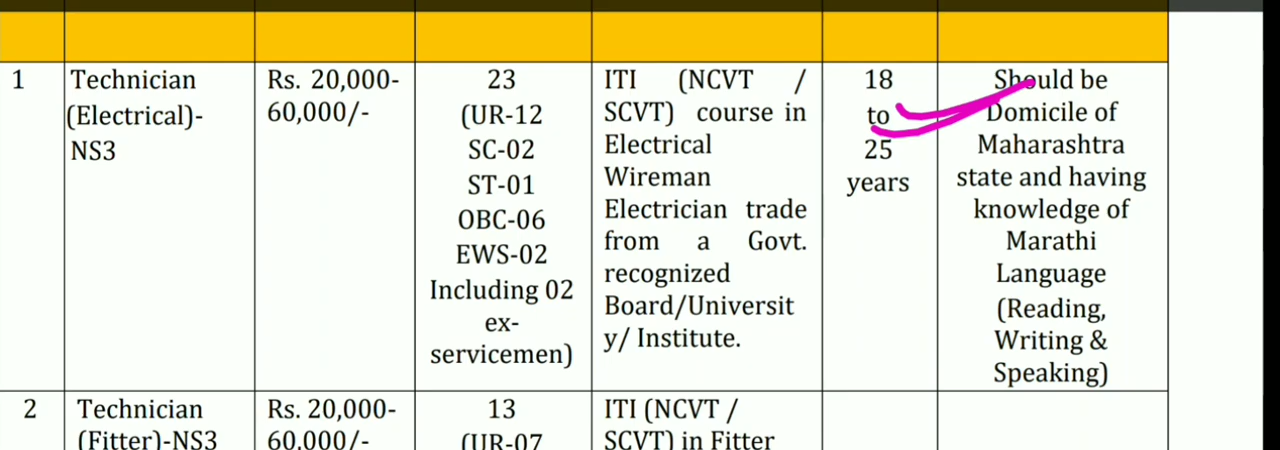 1
Technician
(Electrical)-
NS3
Rs. 20,000-
60,000/-
23
(UR-12
SC-02
ST-01
OBC-06
EWS-02
Including 02
ex-
servicemen)
ITI (NCVT /
SCVT) course in
Electrical
Wireman
Electrician trade
from a Govt.
recognized
Board/Universit
y/ Institute.
18
to
25
years
Should be
Domicile of
Maharashtra
state and having
knowledge of
Marathi
Language
(Reading,
Writing &
Speaking)
2
Technician
(Fitter)-NS3
Rs. 20,000-
60,000/-
13
(UR-07
ITI (NCVT /
SCVT) in Fitter